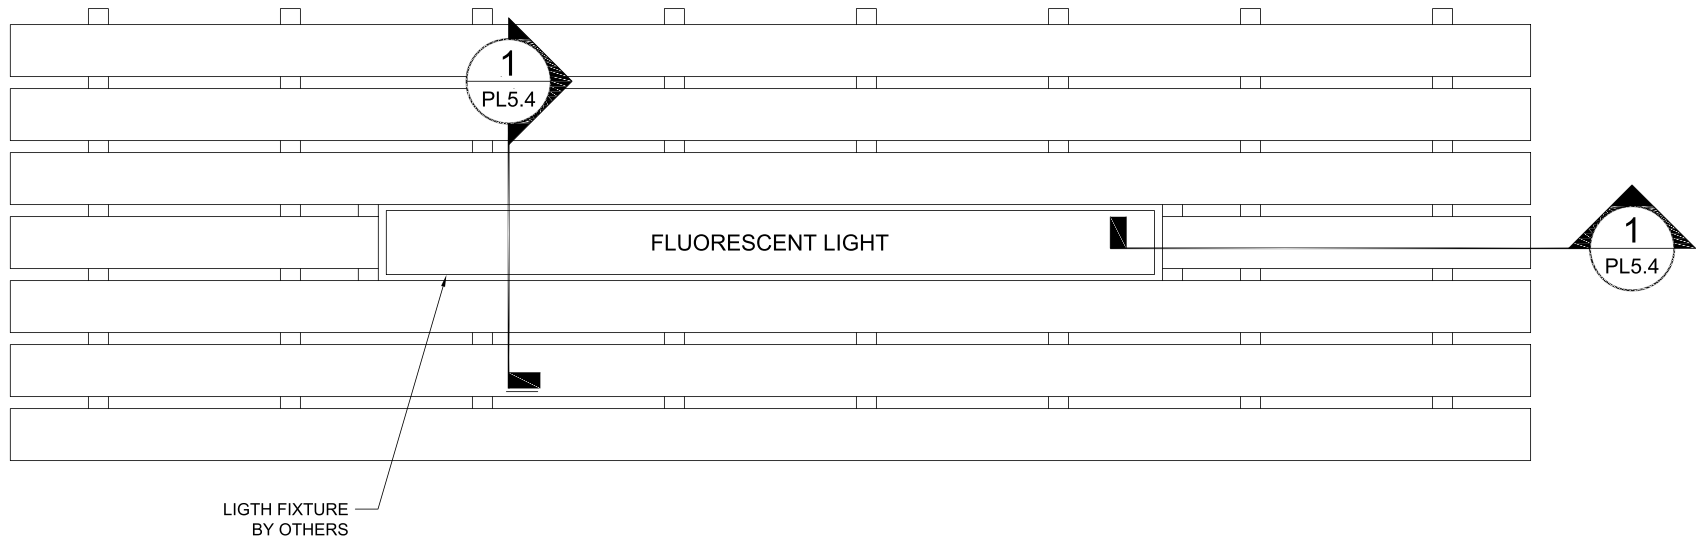 1
PL5.4
1
PL5.4
FLUORESCENT LIGHT
LIGTH FIXTURE
BY OTHERS